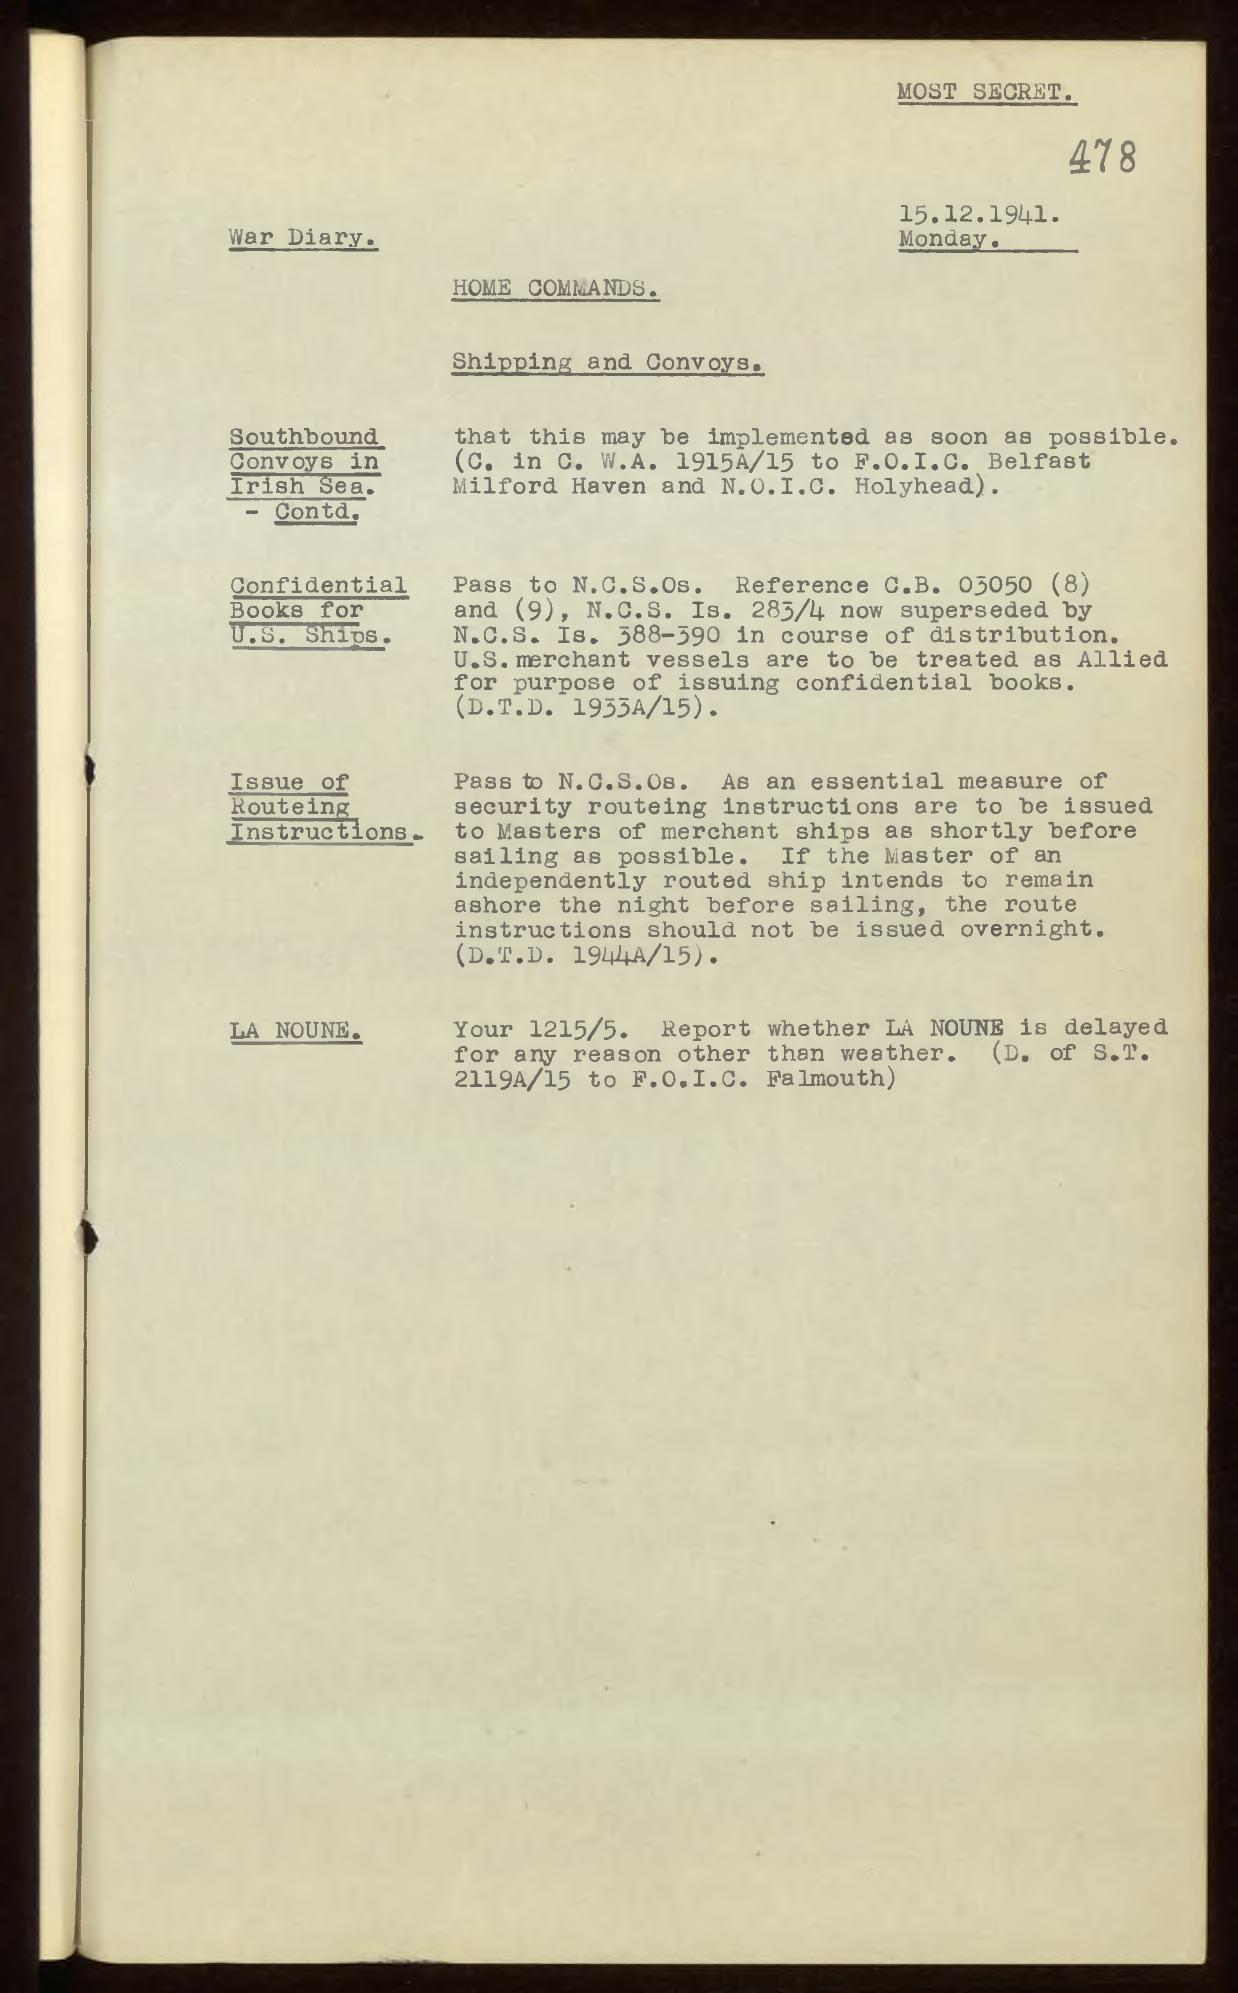 MOST SECRET.
478
15.12.1941.
War Diary.
Monday.
HOME COMMANDS.
Shipping and Convoys.
Southbound
Convoys in
Irish Sea.
- Contd.
that this may be implemented as soon as possible.
(C. in C. W.A. 1915A/15 to F.O.I.C. Belfast
Milford Haven and N.O.I.C. Holyhead).
Confidential
Books for
U.S. Ships.
Pass to N.C.S.Os. Reference C.B. 03050 (8)
and (9), N.C.S. Is. 283/4 now superseded by
N.C.S. Is. 388-390 in course of distribution.
U.S. merchant vessels are to be treated as Allied
for purpose of issuing confidential books.
(D.T.D. 1933A/15).
Issue of
Routeing
Instructions.
Pass to N.C.S.Os. As an essential measure of
security routeing instructions are to be issued
to Masters of merchant ships as shortly before
sailing as possible. If the Master of an
independently routed ship intends to remain
ashore the night before sailing, the route
instructions should not be issued overnight.
(D.T.D. 1944A/15).
LA NOUNE.
Your 1215/5. Report whether LA NOUNE is delayed
for any reason other than weather. (D. of S.T.
2119A/15 to F.O.I.C. Falmouth)